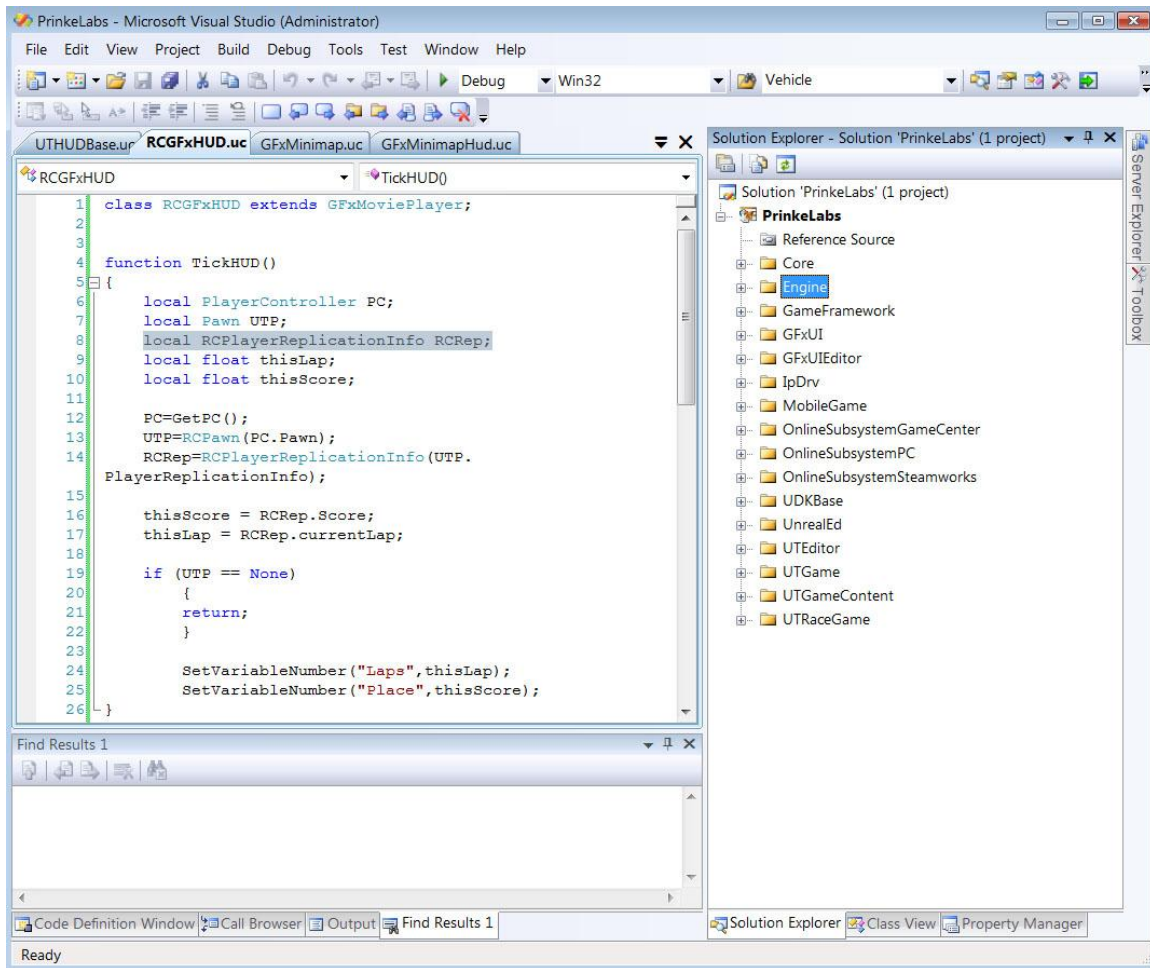 PrinkeLabs - Microsoft Visual Studio (Administrator)
File Edit View Project Build Debug Tools Test Window Help
Debug Win32 Vehicle
UTHUDBase.uc RCGFxHUD.uc GFxMinimap.uc GFxMinimapHud.uc
RCGFxHUD TickHUD()
1 class RCGFxHUD extends GFxMoviePlayer;
2
3
4 function TickHUD()
5 {
6 local PlayerController PC;
7 local Pawn UTP;
8 local RCPlayerReplicationInfo RCRep;
9 local float thisLap;
10 local float thisScore;
11
12 PC=GetPC();
13 UTP=RCPawn(PC.Pawn);
14 RCRep=RCPlayerReplicationInfo(UTP.
PlayerReplicationInfo);
15
16 thisScore = RCRep.Score;
17 thisLap = RCRep.currentLap;
18
19 if (UTP == None)
20 {
21 return;
22 }
23
24 SetVariableNumber("Laps",thisLap);
25 SetVariableNumber("Place",thisScore);
26 }
Find Results 1
Code Definition Window Call Browser Output Find Results 1
Ready
Solution Explorer - Solution 'PrinkeLabs' (1 project)
Solution 'PrinkeLabs' (1 project)
PrinkeLabs
Reference Source
Core
Engine
GameFramework
GFxUI
GFxUIEditor
IpDrv
MobileGame
OnlineSubsystemGameCenter
OnlineSubsystemPC
OnlineSubsystemSteamworks
UDKBase
UnrealEd
UTEditor
UTGame
UTGameContent
UTRaceGame
Solution Explorer Class View Property Manager
Server Explorer
Toolbox